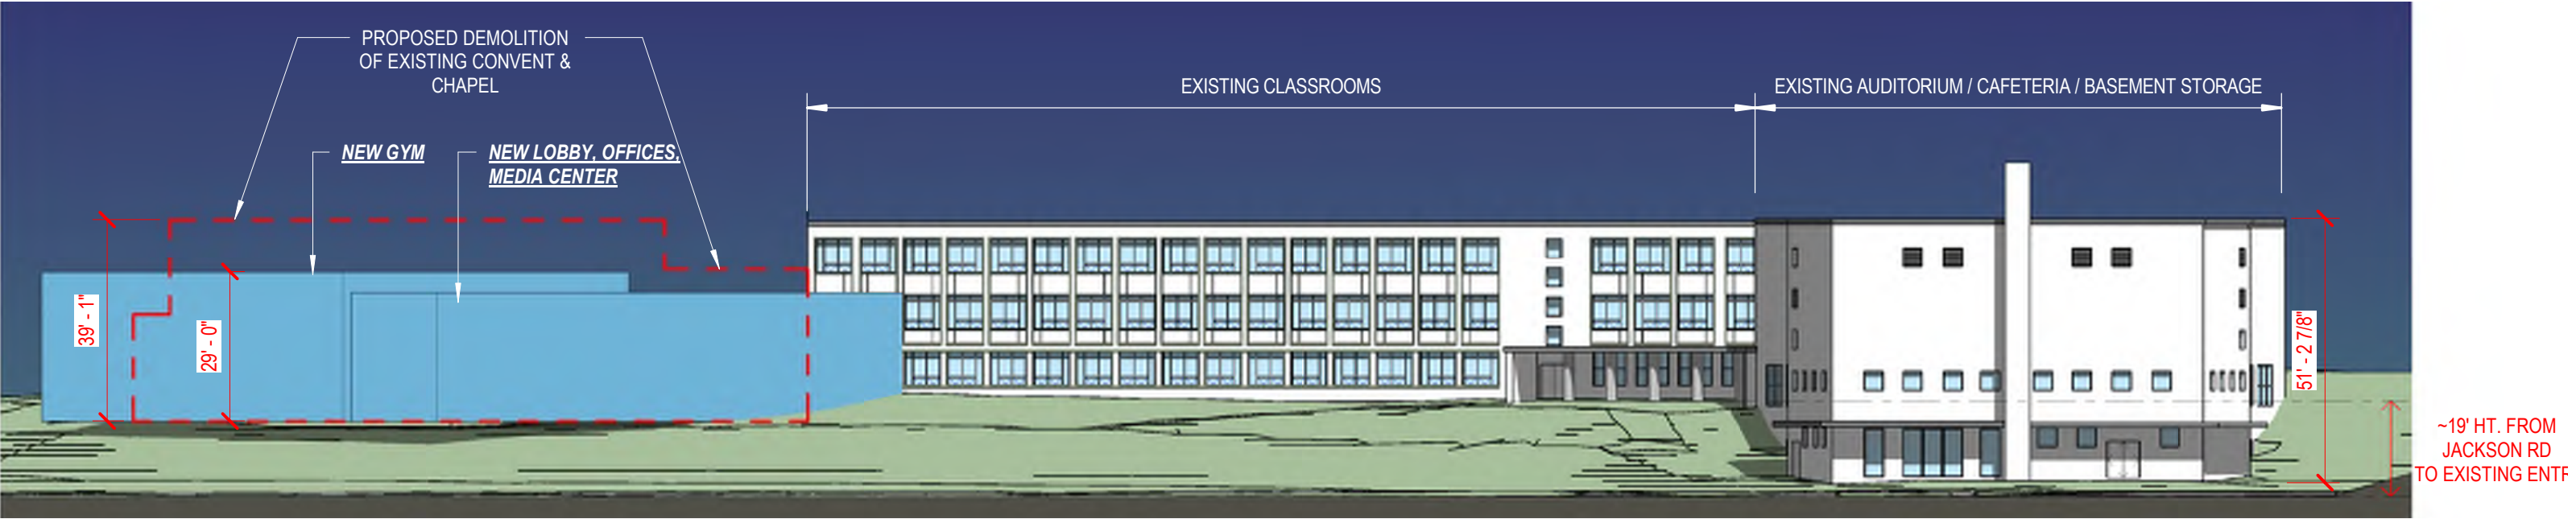 PROPOSED DEMOLITION
OF EXISTING CONVENT &
CHAPEL
EXISTING CLASSROOMS
EXISTING AUDITORIUM / CAFETERIA / BASEMENT STORAGE
NEW GYM
NEW LOBBY, OFFICES,
MEDIA CENTER
39' - 1"
29' - 0"
51' - 2 7/8"
~19' HT. FROM
JACKSON RD
TO EXISTING ENTR